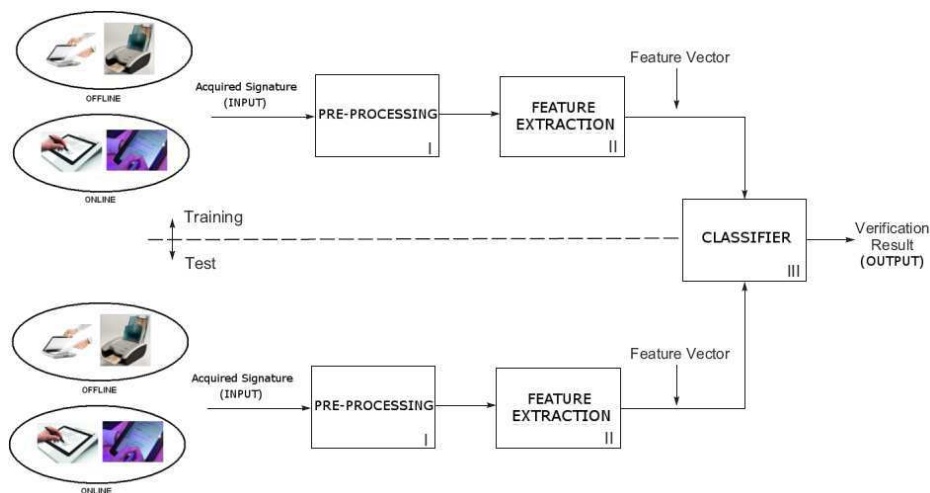 OFFLINE
Acquired Signature
(INPUT)
PRE-PROCESSING
I
FEATURE
EXTRACTION
II
Feature Vector
ONLINE
Training
Test
CLASSIFIER
III
Verification
Result
(OUTPUT)
OFFLINE
Acquired Signature
(INPUT)
PRE-PROCESSING
I
FEATURE
EXTRACTION
II
Feature Vector
ONLINE